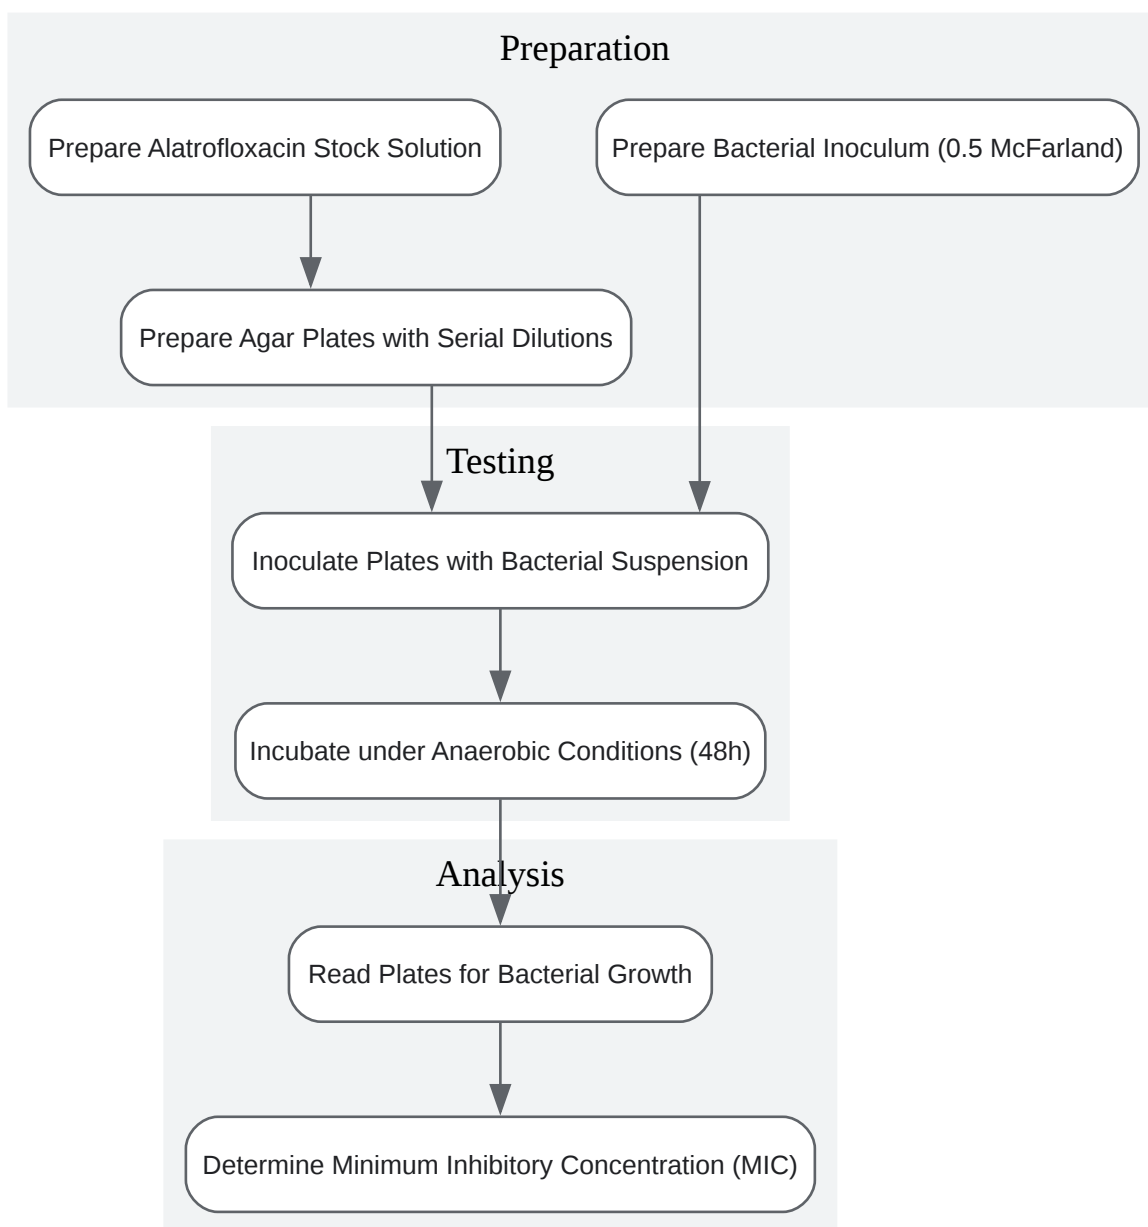 Preparation
Prepare Alatrofloxacin Stock Solution
Prepare Bacterial Inoculum (0.5 McFarland)
Prepare Agar Plates with Serial Dilutions
Testing
Inoculate Plates with Bacterial Suspension
Incubate under Anaerobic Conditions (48h)
Analysis
Read Plates for Bacterial Growth
Determine Minimum Inhibitory Concentration (MIC)